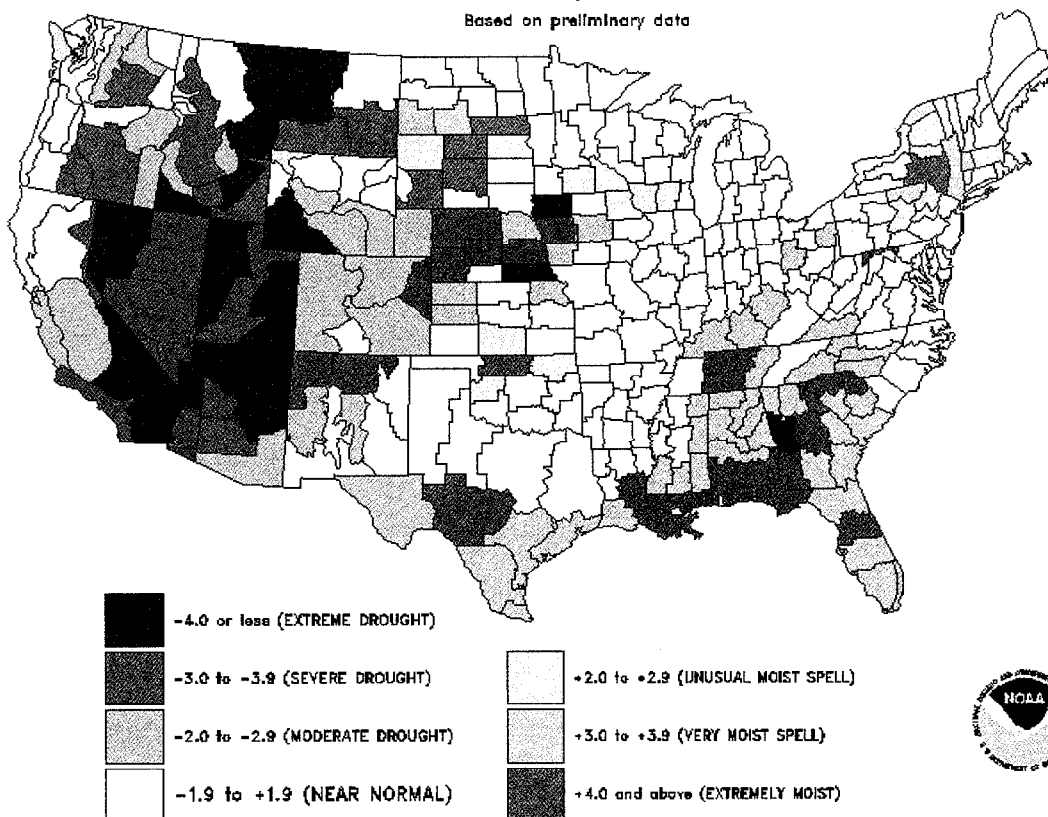 Based on preliminary data
-4.0 or less (EXTREME DROUGHT)
-3.0 to -3.9 (SEVERE DROUGHT)
-2.0 to -2.9 (MODERATE DROUGHT)
-1.9 to +1.9 (NEAR NORMAL)
+2.0 to +2.9 (UNUSUAL MOIST SPELL)
+3.0 to +3.9 (VERY MOIST SPELL)
+4.0 and above (EXTREMELY MOIST)
NOAA